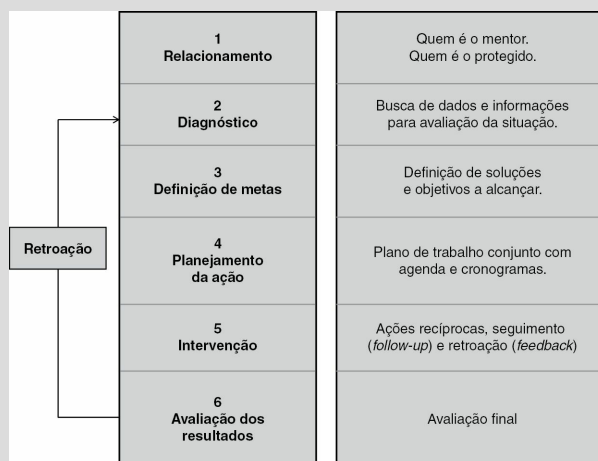 1
Relacionamento
Quem é o mentor.
Quem é o protegido.
2
Diagnóstico
Busca de dados e informações
para avaliação da situação.
3
Definição de metas
Definição de soluções
e objetivos a alcançar.
Retroação
4
Planejamento
da ação
Plano de trabalho conjunto com
agenda e cronogramas.
5
Intervenção
Ações recíprocas, seguimento
(follow-up) e retroação (feedback)
6
Avaliação dos
resultados
Avaliação final